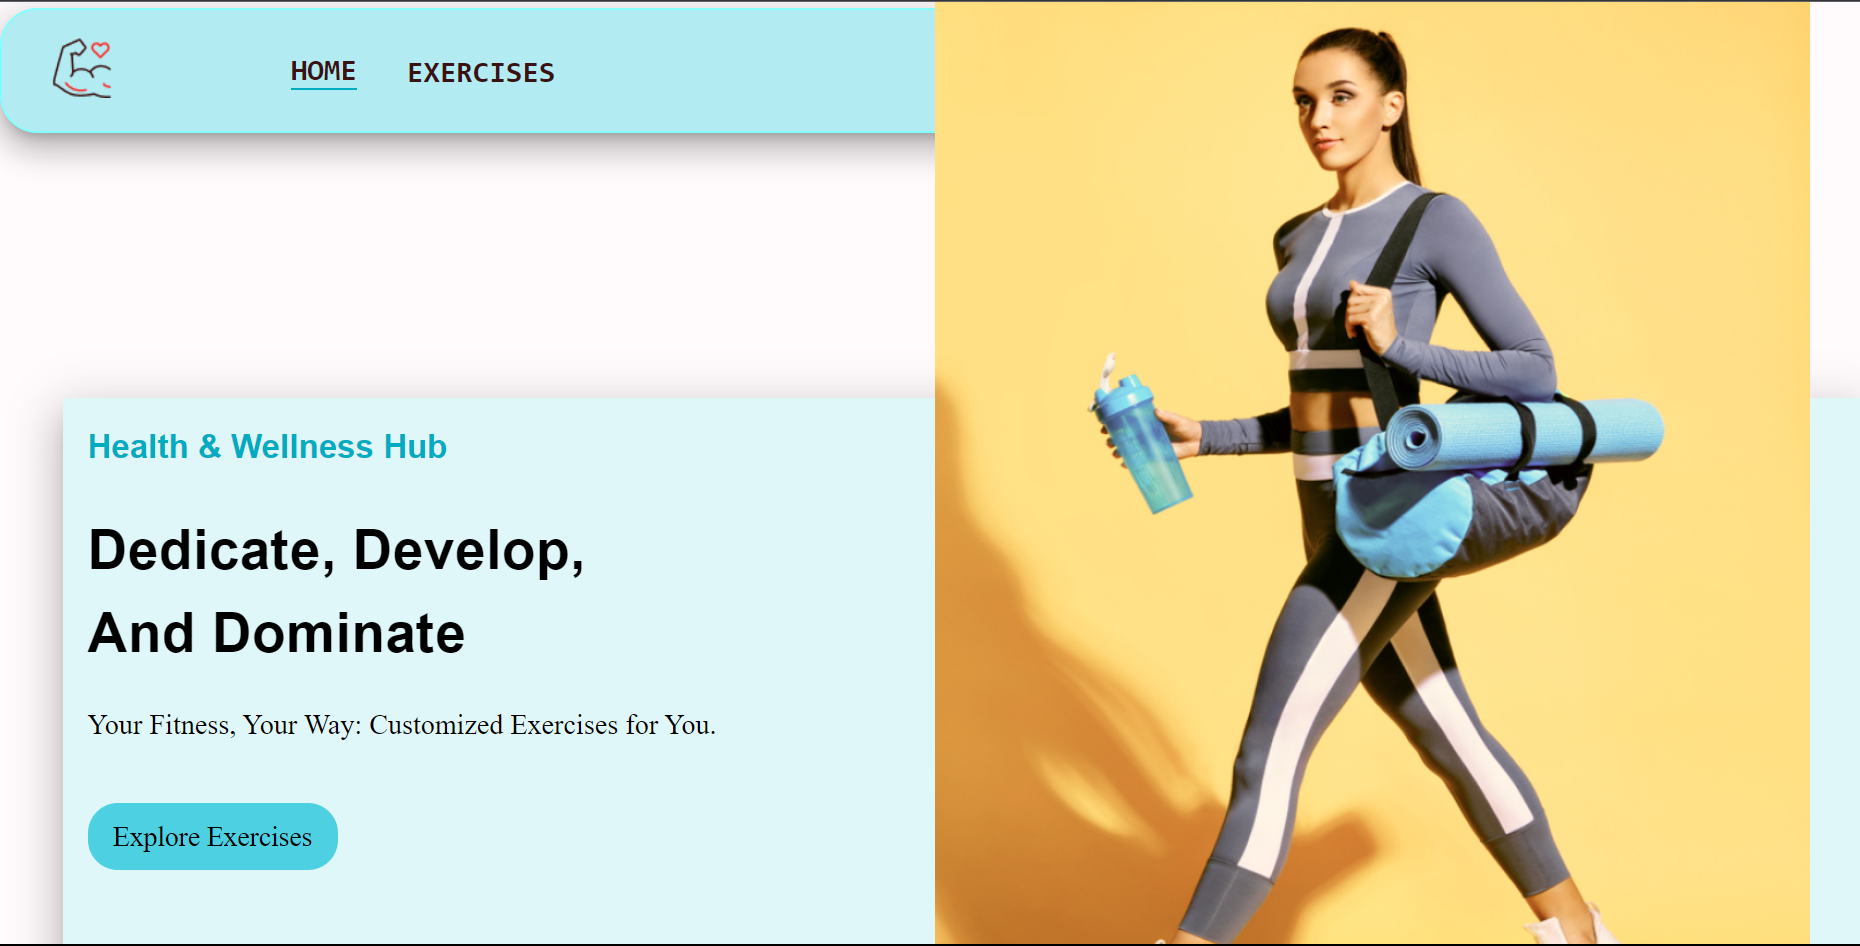 HOME EXERCISES
Health & Wellness Hub
Dedicate, Develop,
And Dominate
Your Fitness, Your Way: Customized Exercises for You.
Explore Exercises